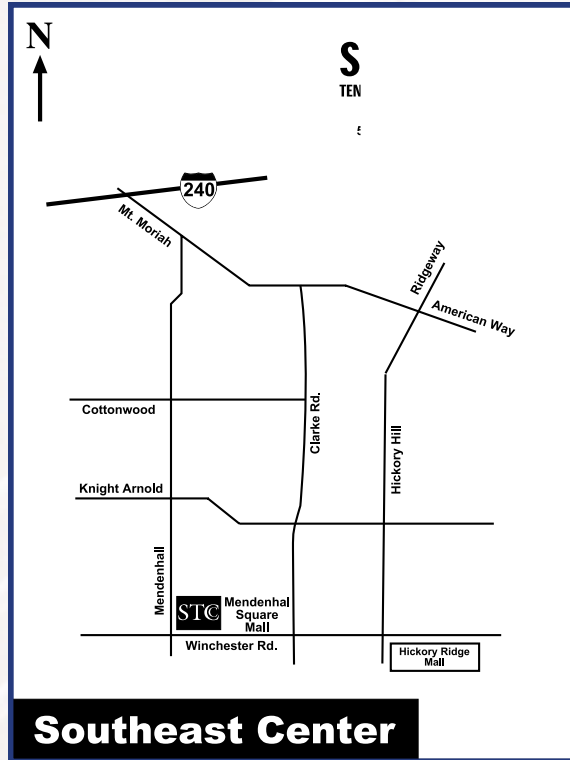 N
S
TEN
240
Mt. Moriah
Ridgeway
American Way
Cottonwood
Clarke Rd.
Hickory Hill
Knight Arnold
Mendenhall
STCC
Mendenhal
Square
Mall
Winchester Rd.
Hickory Ridge
Mall
Southeast Center